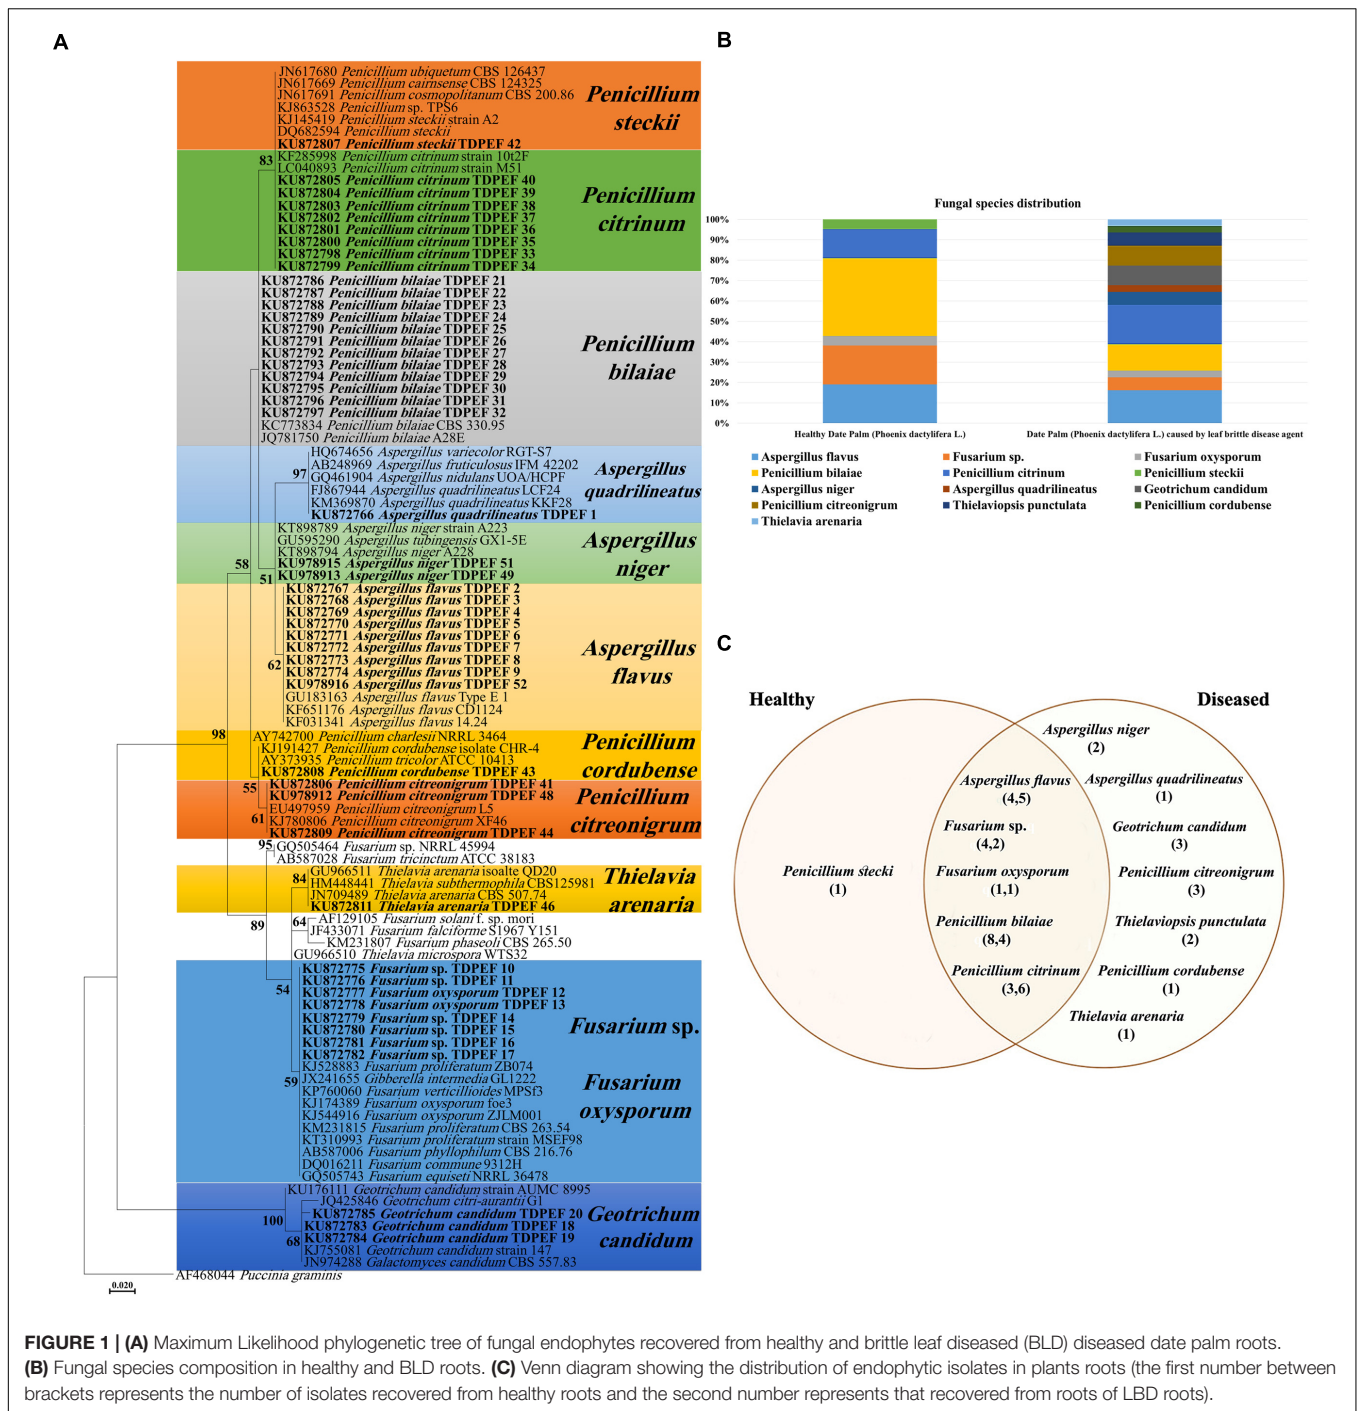 (A)
JN617680 Penicillium ubiquetum CBS 126437
JN617669 Penicillium cairnsense CBS 124325
JN617691 Penicillium cosmopolitanum CBS 200.86
KJ863528 Penicillium sp. TPS6
KJ145419 Penicillium steckii strain A2
DQ682594 Penicillium steckii
KU872807 Penicillium steckii TDPEF 42
Penicillium
steckii
83
KF285998 Penicillium citrinum strain 10t2F
LC040893 Penicillium citrinum strain M51
KU872805 Penicillium citrinum TDPEF 40
KU872804 Penicillium citrinum TDPEF 39
KU872803 Penicillium citrinum TDPEF 38
KU872802 Penicillium citrinum TDPEF 37
KU872801 Penicillium citrinum TDPEF 36
KU872800 Penicillium citrinum TDPEF 35
KU872798 Penicillium citrinum TDPEF 33
KU872799 Penicillium citrinum TDPEF 34
Penicillium
citrinum
KU872786 Penicillium bilaiae TDPEF 21
KU872787 Penicillium bilaiae TDPEF 22
KU872788 Penicillium bilaiae TDPEF 23
KU872789 Penicillium bilaiae TDPEF 24
KU872790 Penicillium bilaiae TDPEF 25
KU872791 Penicillium bilaiae TDPEF 26
KU872792 Penicillium bilaiae TDPEF 27
KU872793 Penicillium bilaiae TDPEF 28
KU872794 Penicillium bilaiae TDPEF 29
KU872795 Penicillium bilaiae TDPEF 30
KU872796 Penicillium bilaiae TDPEF 31
KU872797 Penicillium bilaiae TDPEF 32
KC773834 Penicillium bilaiae CBS 330.95
JQ781750 Penicillium bilaiae A28E
Penicillium
bilaiae
97
HQ674656 Aspergillus variecolor RGT-S7
AB248969 Aspergillus fruticulosus IFM 42202
GQ461904 Aspergillus nidulans UOA/HCPF
FJ867944 Aspergillus quadrilineatus LCF24
KM369870 Aspergillus quadrilineatus KKF28
KU872766 Aspergillus quadrilineatus TDPEF 1
Aspergillus
quadrilineatus
58
51
KT898789 Aspergillus niger strain A223
GU595290 Aspergillus tubingensis GX1-5E
KT898794 Aspergillus niger A228
KU978915 Aspergillus niger TDPEF 51
KU978913 Aspergillus niger TDPEF 49
Aspergillus
niger
62
KU872767 Aspergillus flavus TDPEF 2
KU872768 Aspergillus flavus TDPEF 3
KU872769 Aspergillus flavus TDPEF 4
KU872770 Aspergillus flavus TDPEF 5
KU872771 Aspergillus flavus TDPEF 6
KU872772 Aspergillus flavus TDPEF 7
KU872773 Aspergillus flavus TDPEF 8
KU872774 Aspergillus flavus TDPEF 9
KU978916 Aspergillus flavus TDPEF 52
GU183163 Aspergillus flavus Type E 1
KF651176 Aspergillus flavus CD1124
KF031341 Aspergillus flavus 14.24
Aspergillus
flavus
98
AY742700 Penicillium charlesii NRRL 3464
KJ191427 Penicillium cordubense isolate CHR-4
AY373935 Penicillium tricolor ATCC 10413
KU872808 Penicillium cordubense TDPEF 43
Penicillium
cordubense
55
61
KU872806 Penicillium citreonigrum TDPEF 41
KU978912 Penicillium citreonigrum TDPEF 48
EU497959 Penicillium citreonigrum L5
KJ780806 Penicillium citreonigrum XF46
KU872809 Penicillium citreonigrum TDPEF 44
Penicillium
citreonigrum
95
GQ505464 Fusarium sp. NRRL 45994
AB587028 Fusarium tricinctum ATCC 38183
84
GU966511 Thielavia arenaria isoalte QD20
HM448441 Thielavia subthermophila CBS125981
JN709489 Thielavia arenaria CBS 507.74
KU872811 Thielavia arenaria TDPEF 46
Thielavia
arenaria
89
64
AF129105 Fusarium solani f. sp. mori
JF433071 Fusarium falciforme S1967 Y151
KM231807 Fusarium phaseoli CBS 265.50
GU966510 Thielavia microspora WTS32
54
59
KU872775 Fusarium sp. TDPEF 10
KU872776 Fusarium sp. TDPEF 11
KU872777 Fusarium oxysporum TDPEF 12
KU872778 Fusarium oxysporum TDPEF 13
KU872779 Fusarium sp. TDPEF 14
KU872780 Fusarium sp. TDPEF 15
KU872781 Fusarium sp. TDPEF 16
KU872782 Fusarium sp. TDPEF 17
KJ528883 Fusarium proliferatum ZB074
JX241655 Gibberella intermedia GL1222
KP760060 Fusarium verticillioides MPSf3
KJ174389 Fusarium oxysporum foe3
KJ544916 Fusarium oxysporum ZJLM001
KM231815 Fusarium proliferatum CBS 263.54
KT310993 Fusarium proliferatum strain MSEF98
AB587006 Fusarium phyllophilum CBS 216.76
DQ016211 Fusarium commune 9312H
GQ505743 Fusarium equiseti NRRL 36478
Fusarium sp.
Fusarium
oxysporum
100
68
KU176111 Geotrichum candidum strain AUMC 8995
JQ425846 Geotrichum citri-aurantii G1
KU872785 Geotrichum candidum TDPEF 20
KU872783 Geotrichum candidum TDPEF 18
KU872784 Geotrichum candidum TDPEF 19
KJ755081 Geotrichum candidum strain 147
JN974288 Galactomyces candidum CBS 557.83
Geotrichum
candidum
AF468044 Puccinia graminis
0.020
B
Fungal species distribution
100%
90%
80%
70%
60%
50%
40%
30%
20%
10%
0%
Healthy Date Palm (Phoenix dactylifera L.) Date Palm (Phoenix dactylifera L.) caused by leaf brittle disease agent
Aspergillus flavus Fusarium sp. Fusarium oxysporum
Penicillium bilaiae Penicillium citrinum Penicillium steckii
Aspergillus niger Aspergillus quadrilineatus Geotrichum candidum
Penicillium citreonigrum Thielaviopsis punctulata Penicillium cordubense
Thielavia arenaria
C
Healthy
Diseased
Penicillium stecki
(1)
Aspergillus flavus
(4,5)
Fusarium sp.
(4,2)
Fusarium oxysporum
(1,1)
Penicillium bilaiae
(8,4)
Penicillium citrinum
(3,6)
Aspergillus niger
(2)
Aspergillus quadrilineatus
(1)
Geotrichum candidum
(3)
Penicillium citreonigrum
(3)
Thielaviopsis punctulata
(2)
Penicillium cordubense
(1)
Thielavia arenaria
(1)
FIGURE 1 | (A) Maximum Likelihood phylogenetic tree of fungal endophytes recovered from healthy and brittle leaf diseased (BLD) diseased date palm roots.
(B) Fungal species composition in healthy and BLD roots. (C) Venn diagram showing the distribution of endophytic isolates in plants roots (the first number between
brackets represents the number of isolates recovered from healthy roots and the second number represents that recovered from roots of LBD roots).